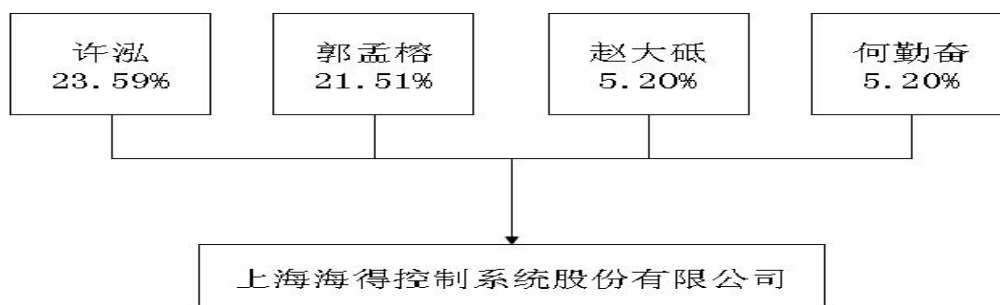 许泓
23.59%
郭孟榕
21.51%
赵大砥
5.20%
何勤奋
5.20%
上海海得控制系统股份有限公司